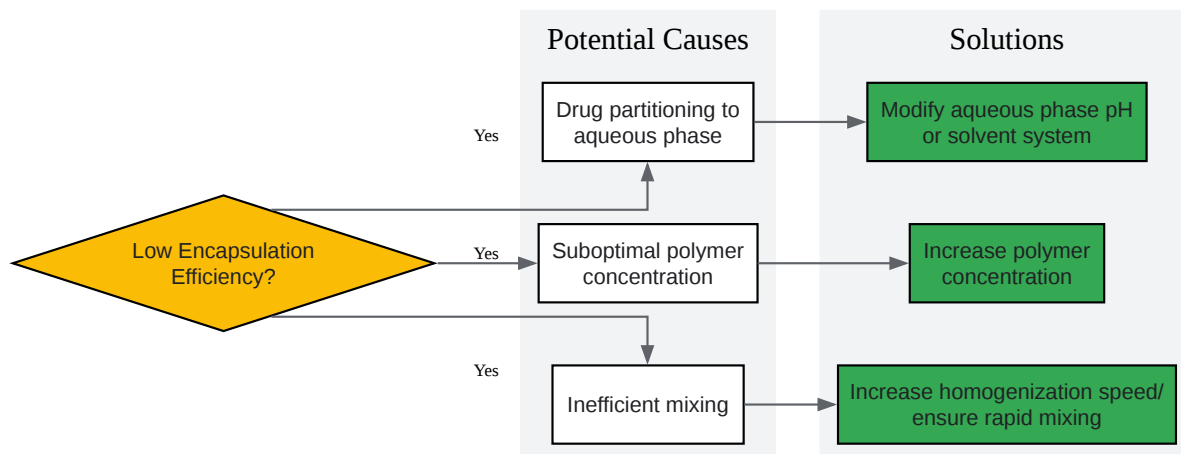 Potential Causes
Solutions
Yes
Drug partitioning to
aqueous phase
Modify aqueous phase pH
or solvent system
Low Encapsulation
Efficiency?
Yes
Suboptimal polymer
concentration
Increase polymer
concentration
Yes
Inefficient mixing
Increase homogenization speed/
ensure rapid mixing